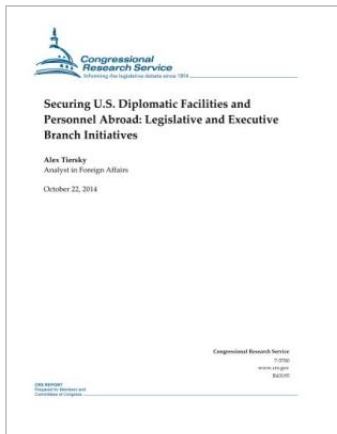 Congressional
Research Service
Informing the legislative debate since 1914
Securing U.S. Diplomatic Facilities and
Personnel Abroad: Legislative and Executive
Branch Initiatives
Alex Tiersky
Analyst in Foreign Affairs
October 22, 2014
Congressional Research Service
7-5700
www.crs.gov
CRS REPORT
Prepared for Members and
Committees of Congress